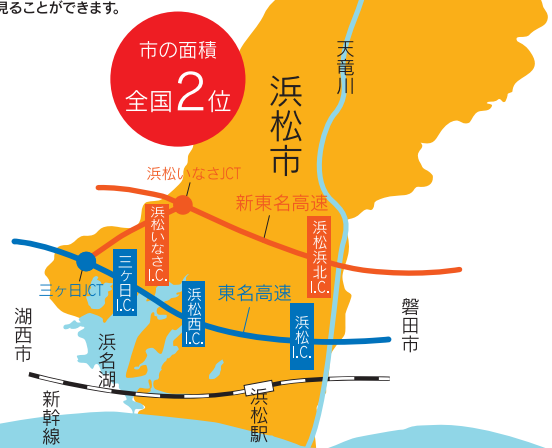 見ることができます。
市の面積
全国2位
天竜川
浜松市
浜松いなさJCT
新東名高速
浜松いなさI.C.
浜松浜北I.C.
三ヶ日JCT
三ヶ日I.C.
浜松西I.C.
東名高速
浜松I.C.
磐田市
湖西市
浜名湖
新幹線
浜松駅